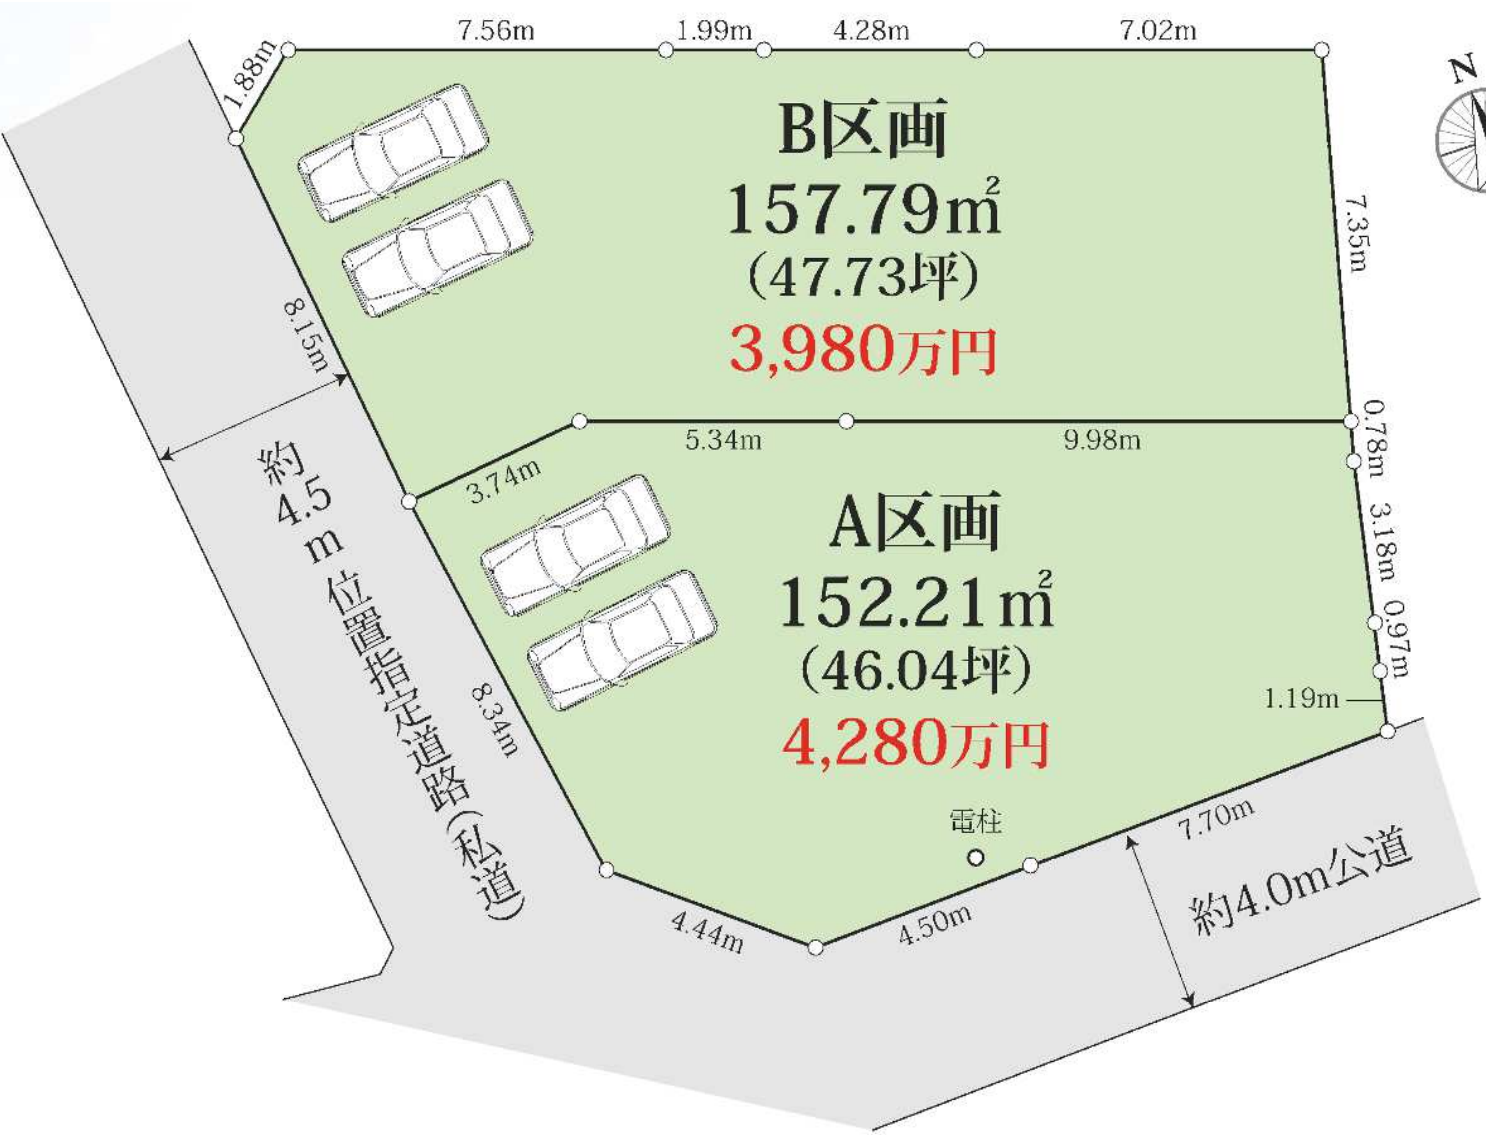 7.56m
1.99m
4.28m
7.02m
1.88m
N
B区画
157.79㎡
(47.73坪)
3,980万円
7.35m
8.15m
0.78m
5.34m
9.98m
3.74m
約4.5m位置指定道路(私道)
A区画
152.21㎡
(46.04坪)
4,280万円
3.18m
0.97m
1.19m
8.34m
電柱
7.70m
4.44m
4.50m
約4.0m公道